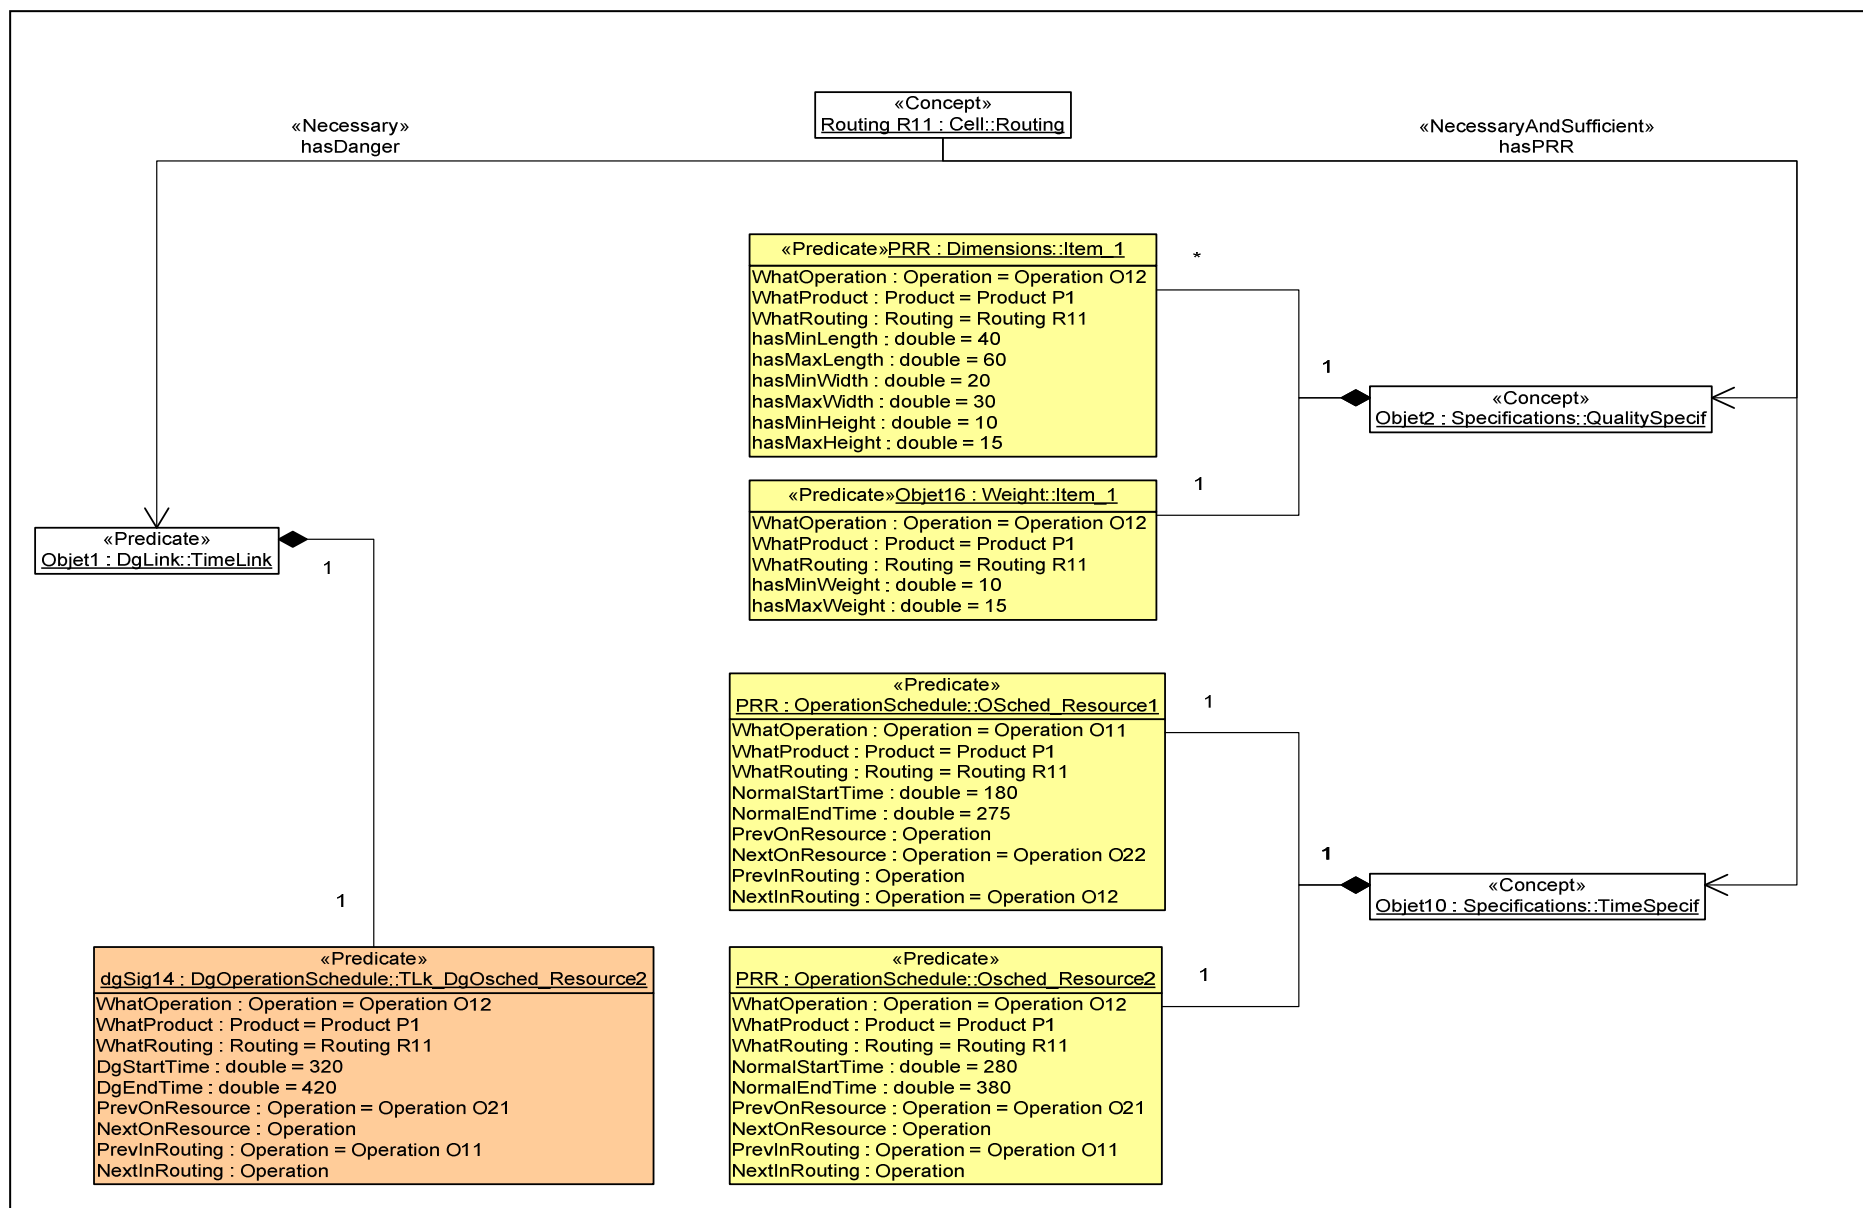 «Concept»
Routing R11 : Cell::Routing
«Necessary»
hasDanger
«NecessaryAndSufficient»
hasPRR
«Predicate»PRR : Dimensions::Item_1
WhatOperation : Operation = Operation O12
WhatProduct : Product = Product P1
WhatRouting : Routing = Routing R11
hasMinLength : double = 40
hasMaxLength : double = 60
hasMinWidth : double = 20
hasMaxWidth : double = 30
hasMinHeight : double = 10
hasMaxHeight : double = 15
*
1
«Concept»
Objet2 : Specifications::QualitySpecif
«Predicate»Objet16 : Weight::Item_1
WhatOperation : Operation = Operation O12
WhatProduct : Product = Product P1
WhatRouting : Routing = Routing R11
hasMinWeight : double = 10
hasMaxWeight : double = 15
1
«Predicate»
Objet1 : DgLink::TimeLink
1
1
«Predicate»
PRR : OperationSchedule::OSched_Resource1
WhatOperation : Operation = Operation O11
WhatProduct : Product = Product P1
WhatRouting : Routing = Routing R11
NormalStartTime : double = 180
NormalEndTime : double = 275
PrevOnResource : Operation
NextOnResource : Operation = Operation O22
PrevInRouting : Operation
NextInRouting : Operation = Operation O12
1
1
«Concept»
Objet10 : Specifications::TimeSpecif
«Predicate»
dgSig14 : DgOperationSchedule::TLk_DgOsched_Resource2
WhatOperation : Operation = Operation O12
WhatProduct : Product = Product P1
WhatRouting : Routing = Routing R11
DgStartTime : double = 320
DgEndTime : double = 420
PrevOnResource : Operation = Operation O21
NextOnResource : Operation
PrevInRouting : Operation = Operation O11
NextInRouting : Operation
«Predicate»
PRR : OperationSchedule::Osched_Resource2
WhatOperation : Operation = Operation O12
WhatProduct : Product = Product P1
WhatRouting : Routing = Routing R11
NormalStartTime : double = 280
NormalEndTime : double = 380
PrevOnResource : Operation = Operation O21
NextOnResource : Operation
PrevInRouting : Operation = Operation O11
NextInRouting : Operation
1